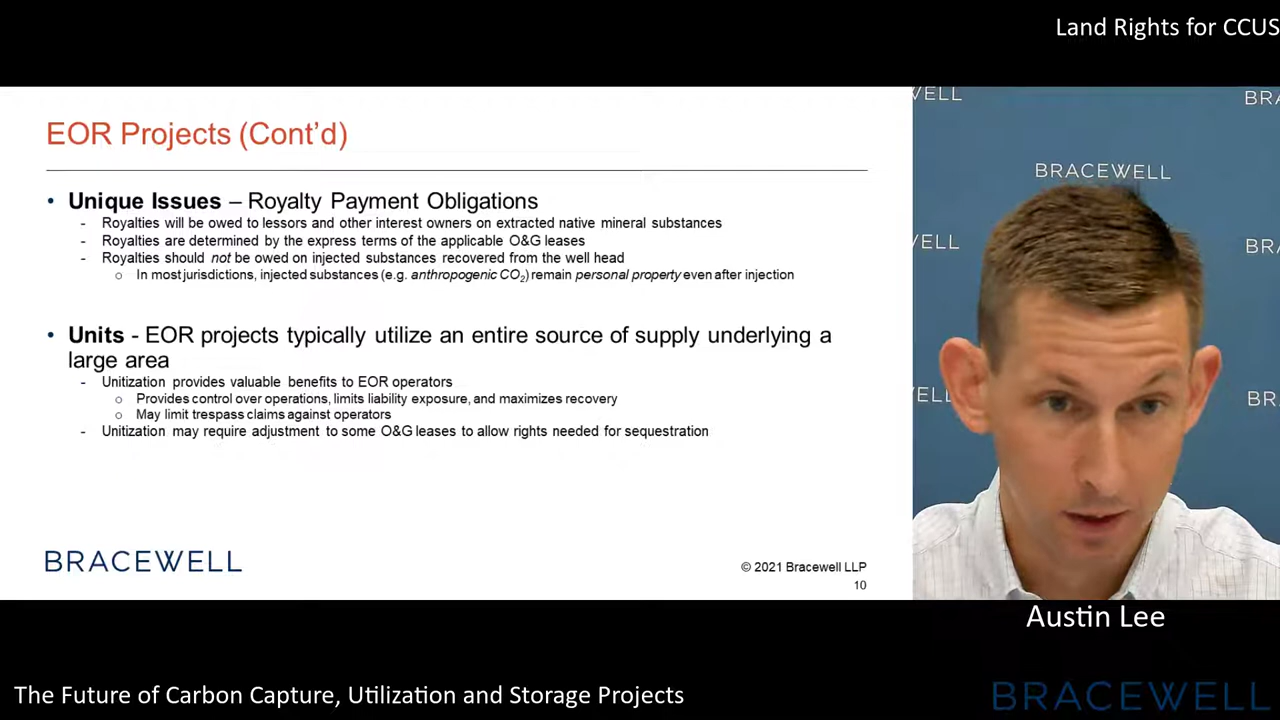 Land Rights for CCUS
EOR Projects (Cont’d)
• Unique Issues – Royalty Payment Obligations
- Royalties will be owed to lessors and other interest owners on extracted native mineral substances
- Royalties are determined by the express terms of the applicable O&G leases
- Royalties should not be owed on injected substances recovered from the well head
○ In most jurisdictions, injected substances (e.g. anthropogenic CO₂) remain personal property even after injection
• Units - EOR projects typically utilize an entire source of supply underlying a
large area
- Unitization provides valuable benefits to EOR operators
○ Provides control over operations, limits liability exposure, and maximizes recovery
○ May limit trespass claims against operators
- Unitization may require adjustment to some O&G leases to allow rights needed for sequestration
BRACEWELL
© 2021 Bracewell LLP
10
VELL
BR
BRACEWELL
VELL
BR
VELL
BR
Austin Lee
The Future of Carbon Capture, Utilization and Storage Projects
BRACEWELL